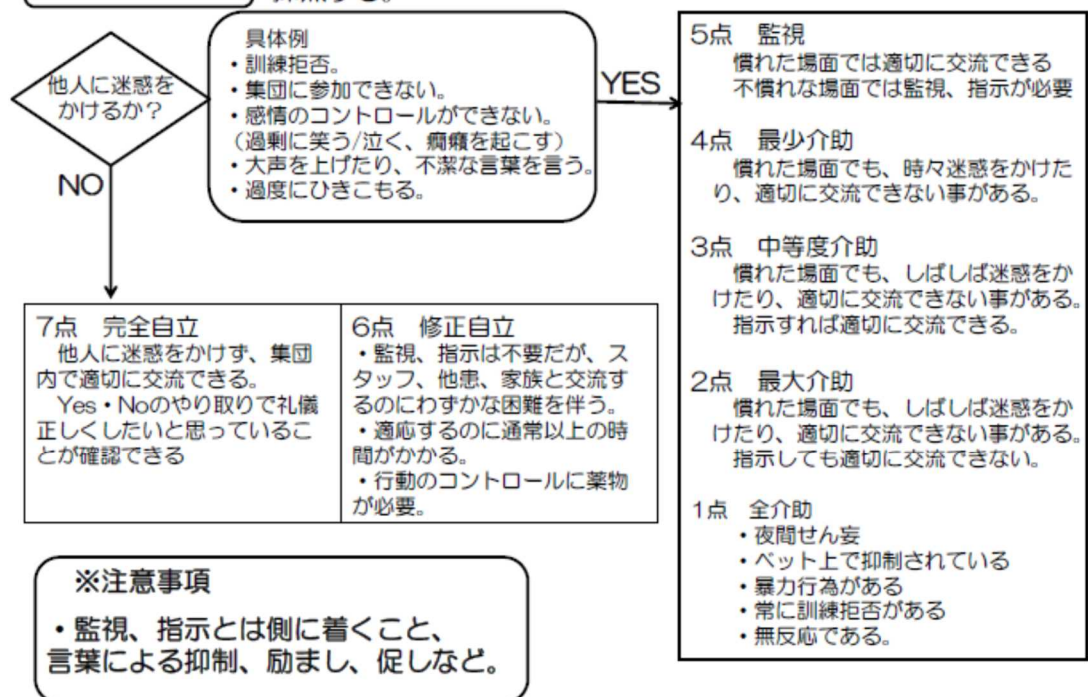 他人に迷惑を
かけるか？
具体例
・訓練拒否。
・集団に参加できない。
・感情のコントロールができない。
（過剰に笑う/泣く、癇癪を起こす）
・大声を上げたり、不潔な言葉を言う。
・過度にひきこもる。
YES
NO
5点　監視
慣れた場面では適切に交流できる
不慣れな場面では監視、指示が必要
4点　最少介助
慣れた場面でも、時々迷惑をかけた
り、適切に交流できない事がある。
3点　中等度介助
慣れた場面でも、しばしば迷惑をか
けたり、適切に交流できない事がある。
指示すれば適切に交流できる。
2点　最大介助
慣れた場面でも、しばしば迷惑をか
けたり、適切に交流できない事がある。
指示しても適切に交流できない。
1点　全介助
・夜間せん妄
・ベット上で抑制されている
・暴力行為がある
・常に訓練拒否がある
・無反応である。
7点　完全自立
他人に迷惑をかけず、集団
内で適切に交流できる。
Yes・Noのやり取りで礼儀
正しくしたいと思っているこ
とが確認できる
6点　修正自立
・監視、指示は不要だが、ス
タッフ、他患、家族と交流す
るのにわずかな困難を伴う。
・適応するのに通常以上の時
間がかかる。
・行動のコントロールに薬物
が必要。
※注意事項
・監視、指示とは側に着くこと、
言葉による抑制、励まし、促しなど。